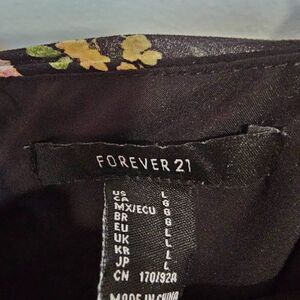 FOREVER 21
US L
CA G
MX/ECU G
BR G
EU L
UK L
KR L
JP L
CN 170/92A
MADE IN CHINA